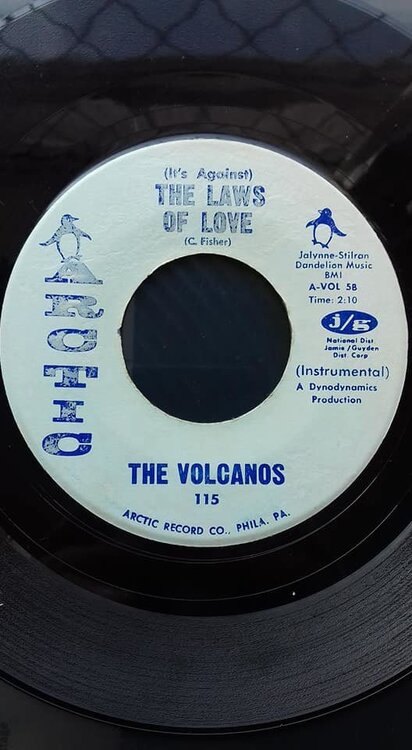 (It's Against)
THE LAWS
OF LOVE
(C. Fisher)
ARCTIC
Jalynne-Stilran
Dandelion Music
BMI
A-VOL 5B
Time: 2:10
j/g
National Dist
Jamie/Guyden
Dist. Corp
(Instrumental)
A Dynodynamics
Production
THE VOLCANOS
115
ARCTIC RECORD CO., PHILA. PA.